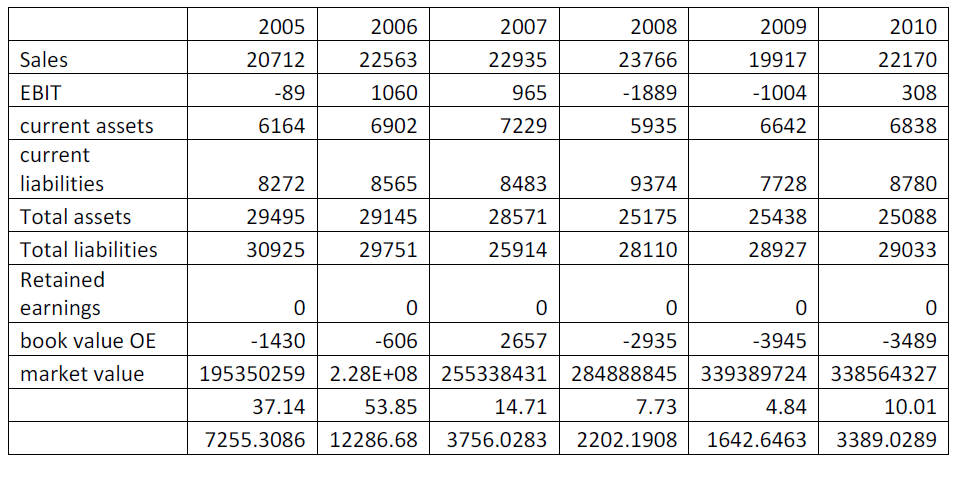 2005 2006 2007 2008 2009 2010
Sales 20712 22563 22935 23766 19917 22170
EBIT -89 1060 965 -1889 -1004 308
current assets 6164 6902 7229 5935 6642 6838
current
liabilities 8272 8565 8483 9374 7728 8780
Total assets 29495 29145 28571 25175 25438 25088
Total liabilities 30925 29751 25914 28110 28927 29033
Retained
earnings 0 0 0 0 0 0
book value OE -1430 -606 2657 -2935 -3945 -3489
market value 195350259 2.28E+08 255338431 284888845 339389724 338564327
37.14 53.85 14.71 7.73 4.84 10.01
7255.3086 12286.68 3756.0283 2202.1908 1642.6463 3389.0289